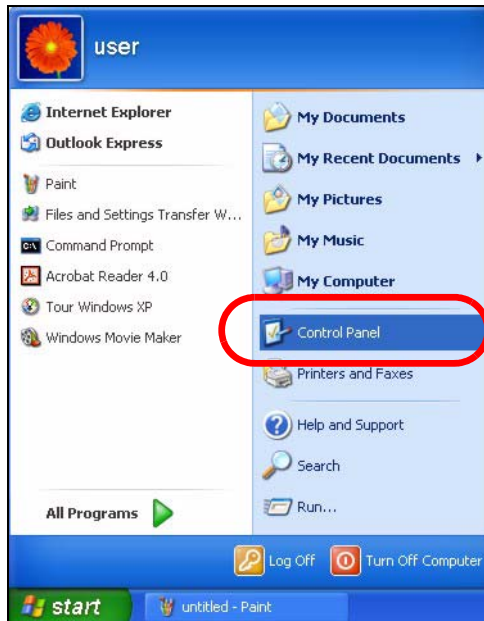 user
Internet Explorer
Outlook Express
Paint
Files and Settings Transfer W...
Command Prompt
Acrobat Reader 4.0
Tour Windows XP
Windows Movie Maker
All Programs
My Documents
My Recent Documents
My Pictures
My Music
My Computer
Control Panel
Printers and Faxes
Help and Support
Search
Run...
Log Off
Turn Off Computer
start
untitled - Paint